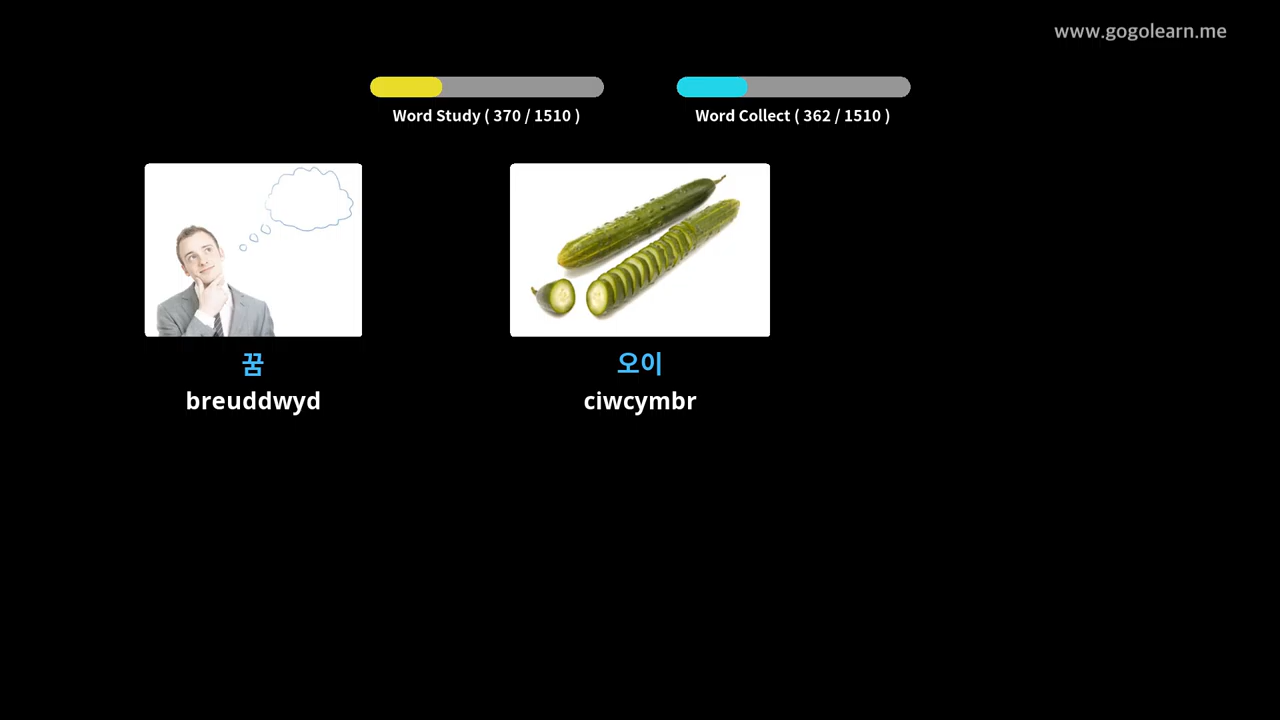 www.gogolearn.me
Word Study ( 370 / 1510 )
Word Collect ( 362 / 1510 )
꿈
breuddwyd
오이
ciwcymbr